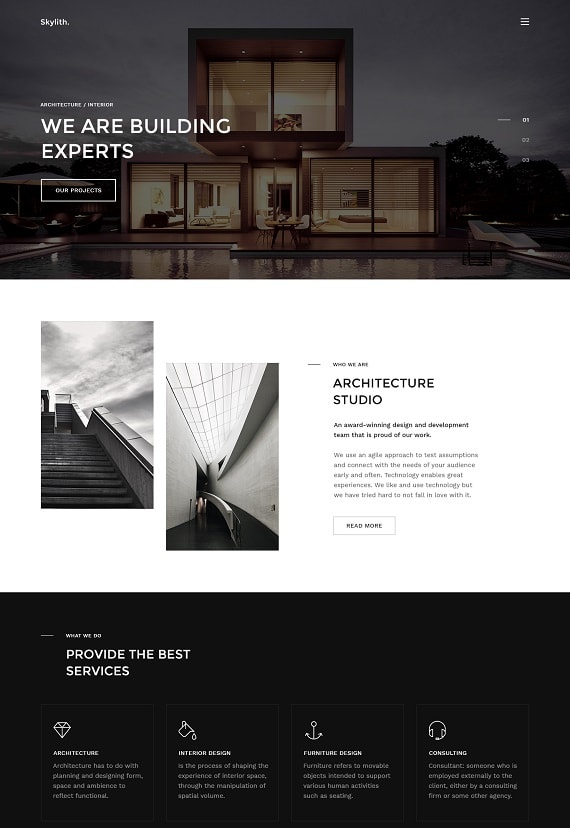 Skylith.
ARCHITECTURE / INTERIOR
WE ARE BUILDING
EXPERTS
OUR PROJECTS
01
02
03
WHO WE ARE
ARCHITECTURE
STUDIO
An award-winning design and development
team that is proud of our work.
We use an agile approach to test assumptions
and connect with the needs of your audience
early and often. Technology enables great
experiences. We like and use technology but
we have tried hard to not fall in love with it.
READ MORE
WHAT WE DO
PROVIDE THE BEST
SERVICES
ARCHITECTURE
Architecture has to do with
planning and designing form,
space and ambience to
reflect functional.
INTERIOR DESIGN
Is the process of shaping the
experience of interior space,
through the manipulation of
spatial volume.
FURNITURE DESIGN
Furniture refers to movable
objects intended to support
various human activities
such as seating.
CONSULTING
Consultant: someone who is
employed externally to the
client, either by a consulting
firm or some other agency.